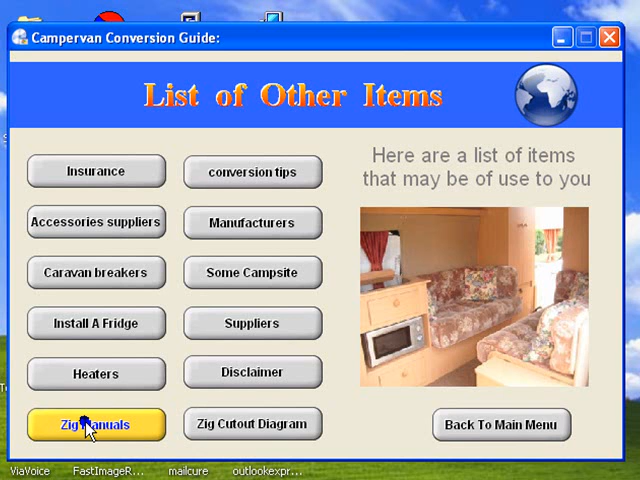 Campervan Conversion Guide:
List of Other Items
Here are a list of items
that may be of use to you
Insurance
conversion tips
Accessories suppliers
Manufacturers
Caravan breakers
Some Campsite
Install A Fridge
Suppliers
Heaters
Disclaimer
Zig Manuals
Zig Cutout Diagram
Back To Main Menu
ViaVoice
FastImageR...
mailcure
outlookexpr...